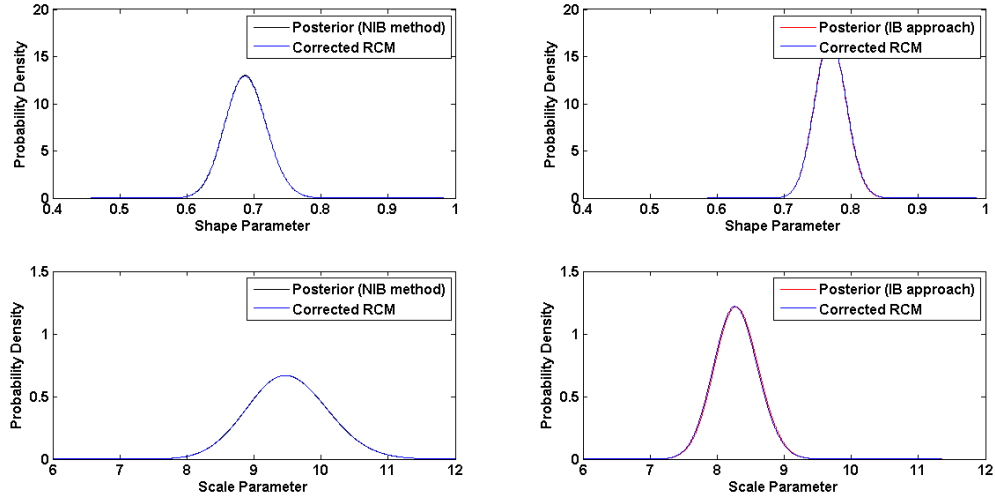 20
15
10
5
0
Probability Density
Posterior (NIB method)
Corrected RCM
0.4 0.5 0.6 0.7 0.8 0.9 1
Shape Parameter
20
15
10
5
0
Probability Density
Posterior (IB approach)
Corrected RCM
0.4 0.5 0.6 0.7 0.8 0.9 1
Shape Parameter
1.5
1
0.5
0
Probability Density
Posterior (NIB method)
Corrected RCM
6 7 8 9 10 11 12
Scale Parameter
1.5
1
0.5
0
Probability Density
Posterior (IB approach)
Corrected RCM
6 7 8 9 10 11 12
Scale Parameter